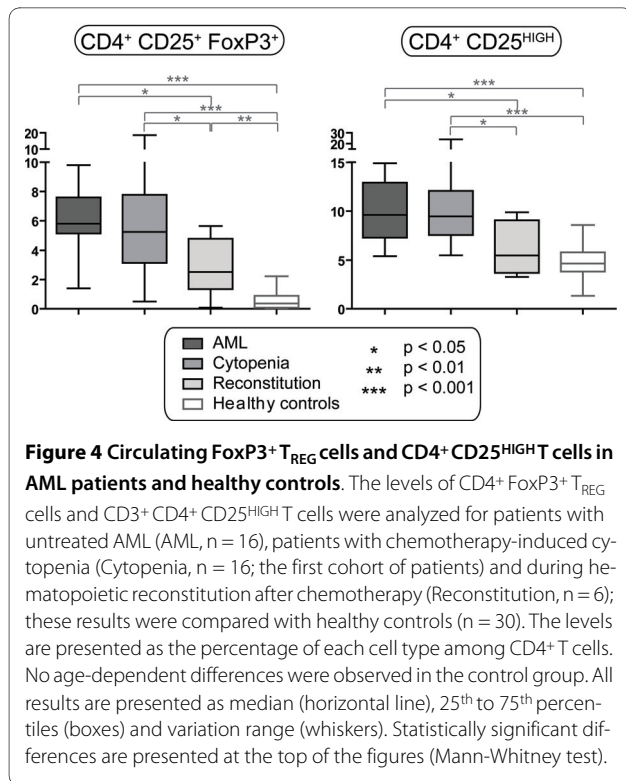 CD4⁺ CD25⁺ FoxP3⁺
CD4⁺ CD25ᴴᴵᴳᴴ
***
*
***
* **
***
*
***
*
20
10
10
8
6
4
2
0
30
20
15
10
5
0
AML
Cytopenia
Reconstitution
Healthy controls
* p < 0.05
** p < 0.01
*** p < 0.001
Figure 4 Circulating FoxP3⁺ T_REG cells and CD4⁺ CD25ᴴᴵᴳᴴ T cells in
AML patients and healthy controls. The levels of CD4⁺ FoxP3⁺ T_REG
cells and CD3⁺ CD4⁺ CD25ᴴᴵᴳᴴ T cells were analyzed for patients with
untreated AML (AML, n = 16), patients with chemotherapy-induced cy-
topenia (Cytopenia, n = 16; the first cohort of patients) and during he-
matopoietic reconstitution after chemotherapy (Reconstitution, n = 6);
these results were compared with healthy controls (n = 30). The levels
are presented as the percentage of each cell type among CD4⁺ T cells.
No age-dependent differences were observed in the control group. All
results are presented as median (horizontal line), 25ᵗʰ to 75ᵗʰ percen-
tiles (boxes) and variation range (whiskers). Statistically significant dif-
ferences are presented at the top of the figures (Mann-Whitney test).